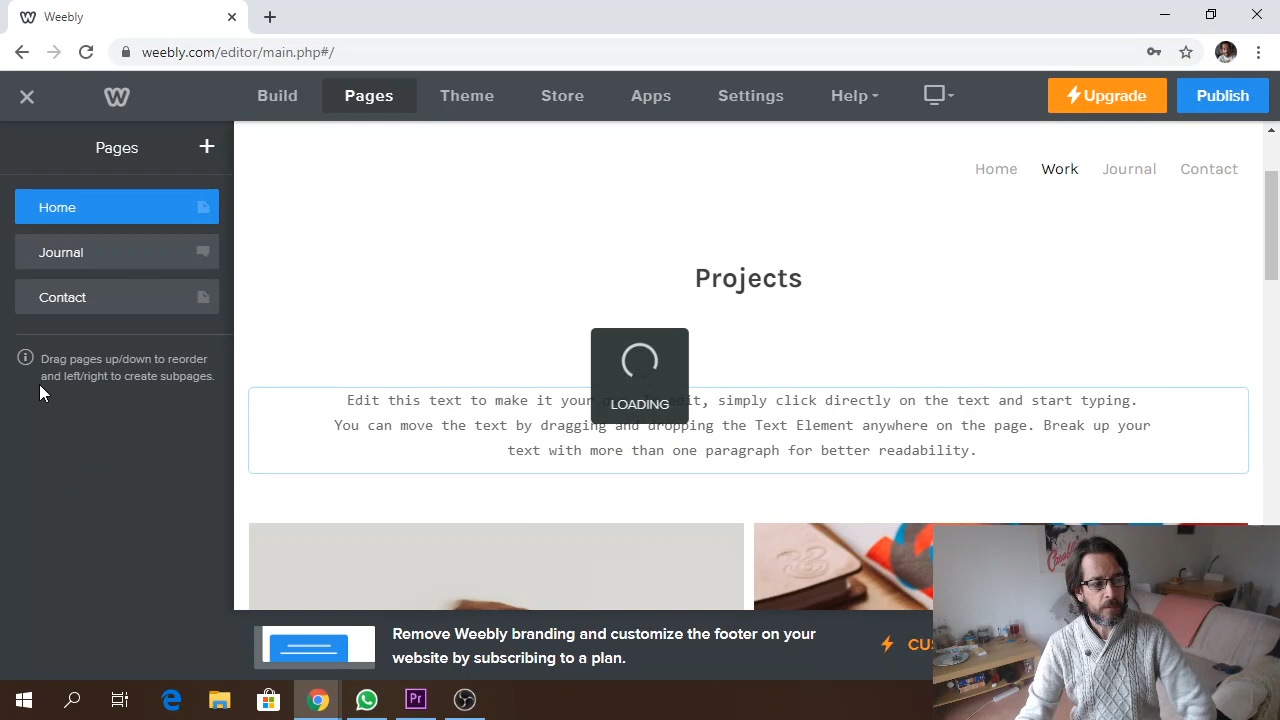 Weebly
weebly.com/editor/main.php#/
Build
Pages
Theme
Store
Apps
Settings
Help
Upgrade
Publish
Pages
Home
Journal
Contact
Drag pages up/down to reorder
and left/right to create subpages.
Home
Work
Journal
Contact
Projects
LOADING
Edit this text to make it your edit, simply click directly on the text and start typing.
You can move the text by dragging and dropping the Text Element anywhere on the page. Break up your
text with more than one paragraph for better readability.
Remove Weebly branding and customize the footer on your
website by subscribing to a plan.
CUS
Pr